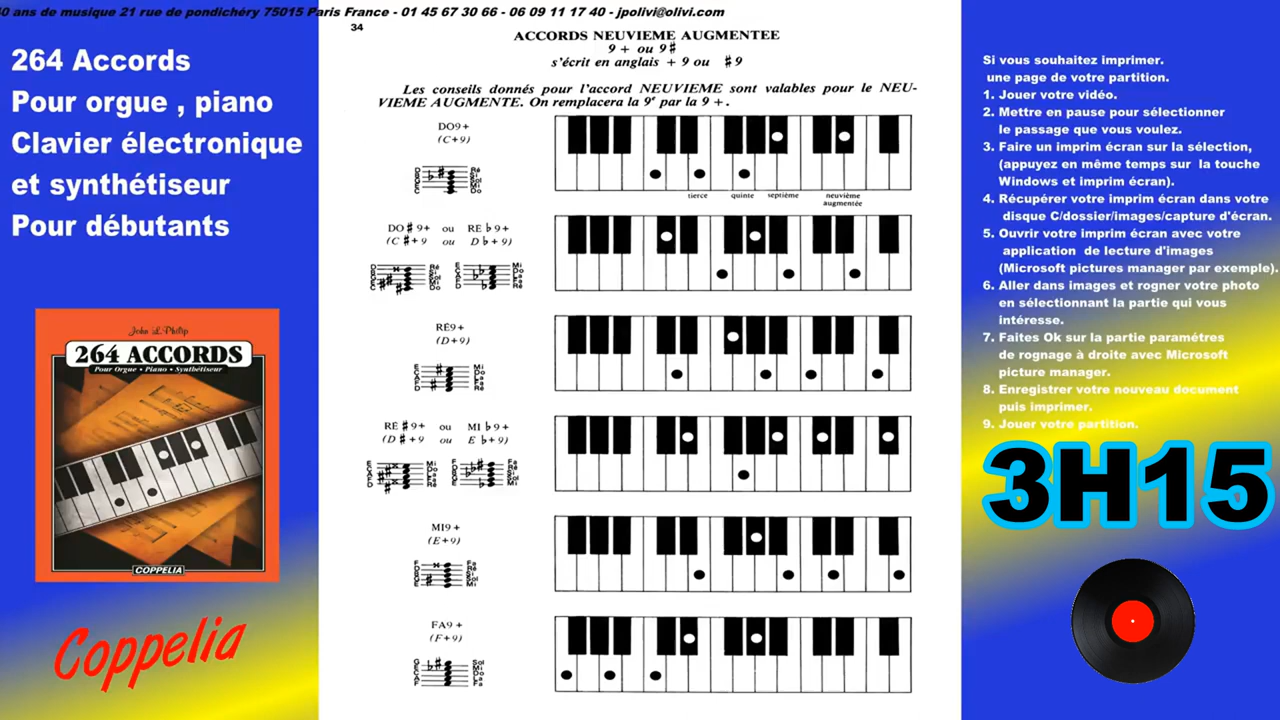 40 ans de musique 21 rue de pondichéry 75015 Paris France - 01 45 67 30 66 - 06 09 11 17 40 - jpolivi@olivi.com
264 Accords
Pour orgue , piano
Clavier électronique
et synthétiseur
Pour débutants
John L. Philip
264 ACCORDS
Pour Orgue • Piano • Synthétiseur
COPPELIA
Coppelia
34
ACCORDS NEUVIEME AUGMENTEE
9 + ou 9♯
s'écrit en anglais + 9 ou ♯9
Les conseils donnés pour l'accord NEUVIEME sont valables pour le NEU-
VIEME AUGMENTE. On remplacera la 9e par la 9 +.
DO9+
(C+9)
tierce quinte septième neuvième
augmentée
DO♯9+ ou RE♭9+
(C♯+9 ou D♭+9)
RÉ9+
(D+9)
RE♯9+ ou MI♭9+
(D♯+9 ou E♭+9)
MI9+
(E+9)
FA9+
(F+9)
Si vous souhaitez imprimer.
une page de votre partition.
1. Jouer votre vidéo.
2. Mettre en pause pour sélectionner
le passage que vous voulez.
3. Faire un imprim écran sur la sélection,
(appuyez en même temps sur la touche
Windows et imprim écran).
4. Récupérer votre imprim écran dans votre
disque C/dossier/images/capture d'écran.
5. Ouvrir votre imprim écran avec votre
application de lecture d'images
(Microsoft pictures manager par exemple).
6. Aller dans images et rogner votre photo
en sélectionnant la partie qui vous
intéresse.
7. Faites Ok sur la partie paramétres
de rognage à droite avec Microsoft
picture manager.
8. Enregistrer votre nouveau document
puis imprimer.
9. Jouer votre partition.
3H15